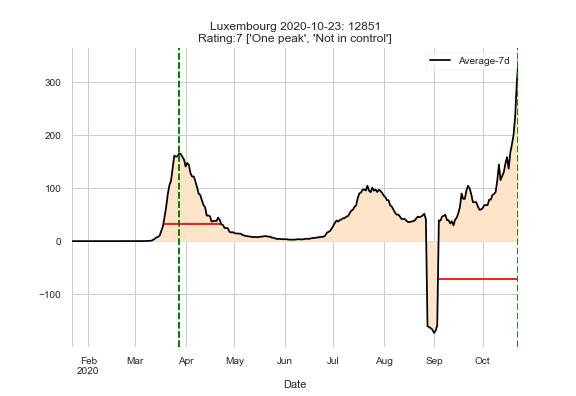 Luxembourg 2020-10-23: 12851
Rating:7 ['One peak', 'Not in control']
Average-7d
300
200
100
0
−100
Feb
2020
Mar
Apr
May
Jun
Jul
Aug
Sep
Oct
Date